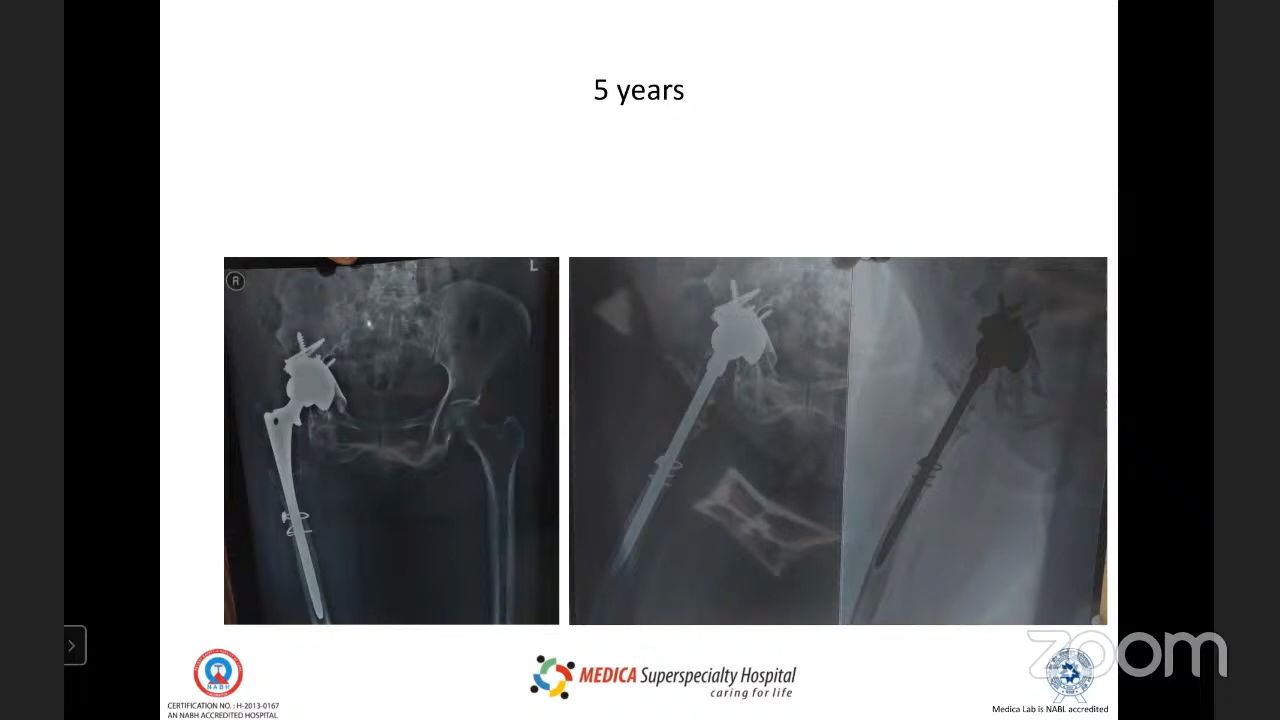 5 years
R
L
NABH
CERTIFICATION NO. : H-2013-0167
AN NABH ACCREDITED HOSPITAL
MEDICA Superspecialty Hospital
caring for life
zoom
Medica Lab is NABL accredited